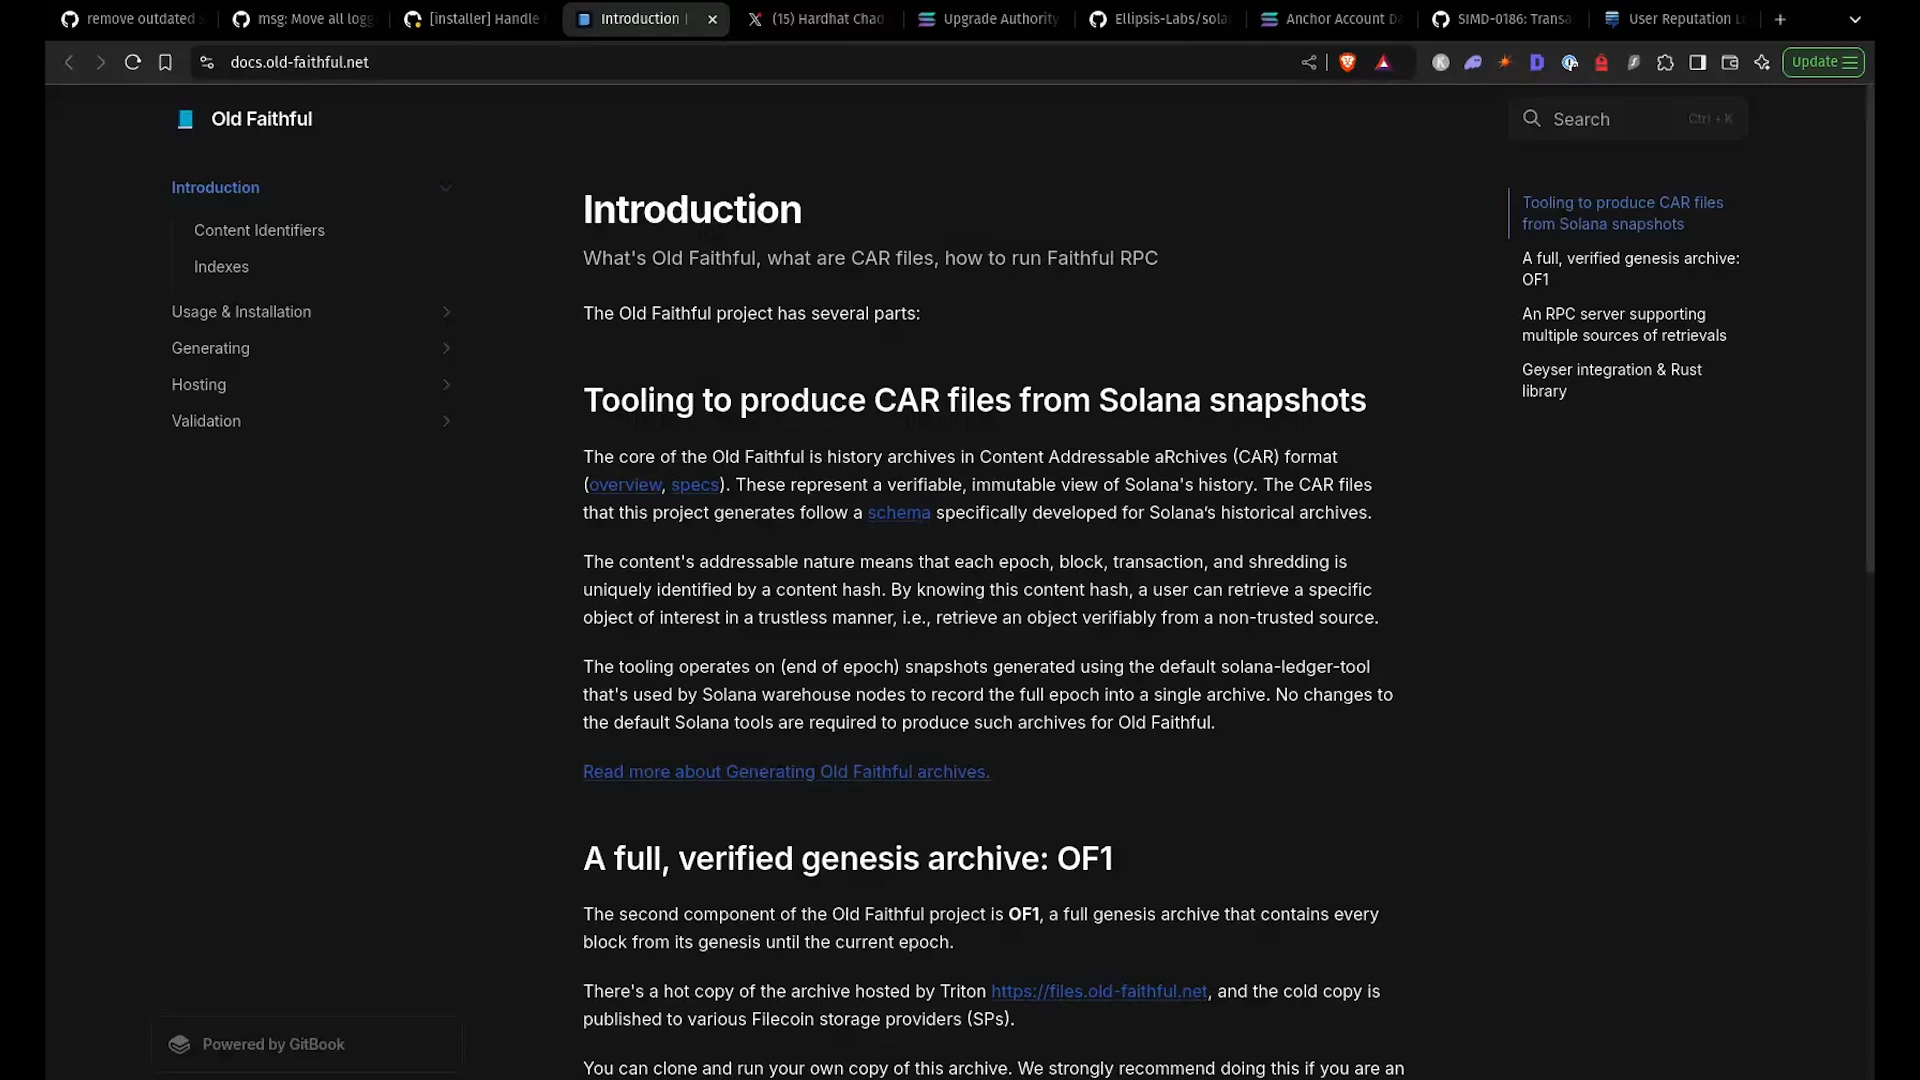 remove outdated
msg: Move all logg
[installer] Handle
Introduction |
(15) Hardhat Chad
Upgrade Authority
Ellipsis-Labs/sola
Anchor Account Da
SIMD-0186: Transa
User Reputation L
docs.old-faithful.net
Update
Old Faithful
Search
Ctrl + K
Introduction
Content Identifiers
Indexes
Usage & Installation
Generating
Hosting
Validation
Powered by GitBook
Introduction
What's Old Faithful, what are CAR files, how to run Faithful RPC
The Old Faithful project has several parts:
Tooling to produce CAR files from Solana snapshots
The core of the Old Faithful is history archives in Content Addressable aRchives (CAR) format
(overview, specs). These represent a verifiable, immutable view of Solana's history. The CAR files
that this project generates follow a schema specifically developed for Solana’s historical archives.
The content's addressable nature means that each epoch, block, transaction, and shredding is
uniquely identified by a content hash. By knowing this content hash, a user can retrieve a specific
object of interest in a trustless manner, i.e., retrieve an object verifiably from a non-trusted source.
The tooling operates on (end of epoch) snapshots generated using the default solana-ledger-tool
that's used by Solana warehouse nodes to record the full epoch into a single archive. No changes to
the default Solana tools are required to produce such archives for Old Faithful.
Read more about Generating Old Faithful archives.
A full, verified genesis archive: OF1
The second component of the Old Faithful project is OF1, a full genesis archive that contains every
block from its genesis until the current epoch.
There's a hot copy of the archive hosted by Triton https://files.old-faithful.net, and the cold copy is
published to various Filecoin storage providers (SPs).
You can clone and run your own copy of this archive. We strongly recommend doing this if you are an
Tooling to produce CAR files
from Solana snapshots
A full, verified genesis archive:
OF1
An RPC server supporting
multiple sources of retrievals
Geyser integration & Rust
library